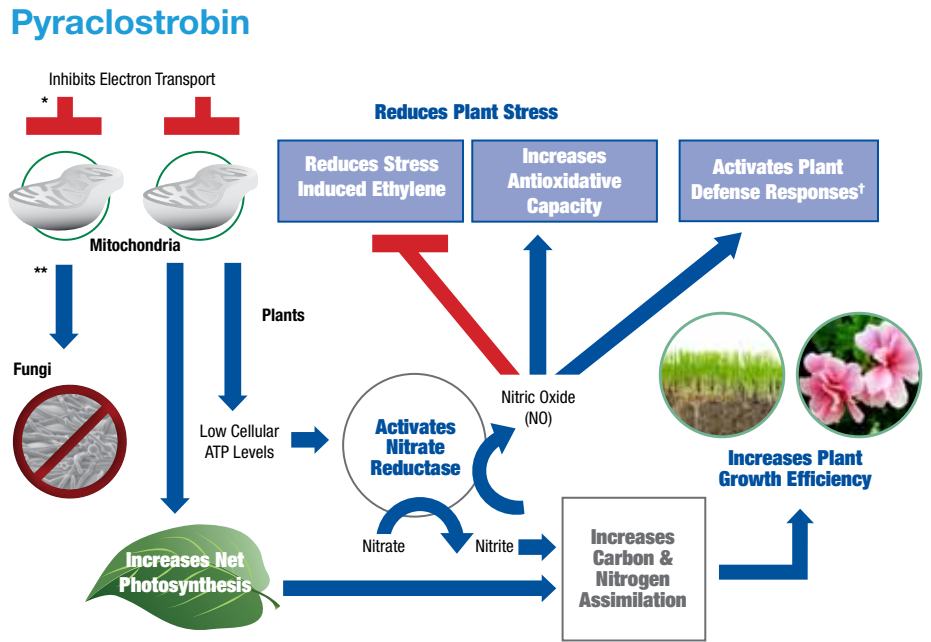 Pyraclostrobin
Inhibits Electron Transport
*
Reduces Plant Stress
Reduces Stress
Induced Ethylene
Increases
Antioxidative
Capacity
Activates Plant
Defense Responses†
Mitochondria
**
Plants
Fungi
Low Cellular
ATP Levels
Activates
Nitrate
Reductase
Nitric Oxide
(NO)
Increases Plant
Growth Efficiency
Nitrate
Nitrite
Increases
Carbon &
Nitrogen
Assimilation
Increases Net
Photosynthesis